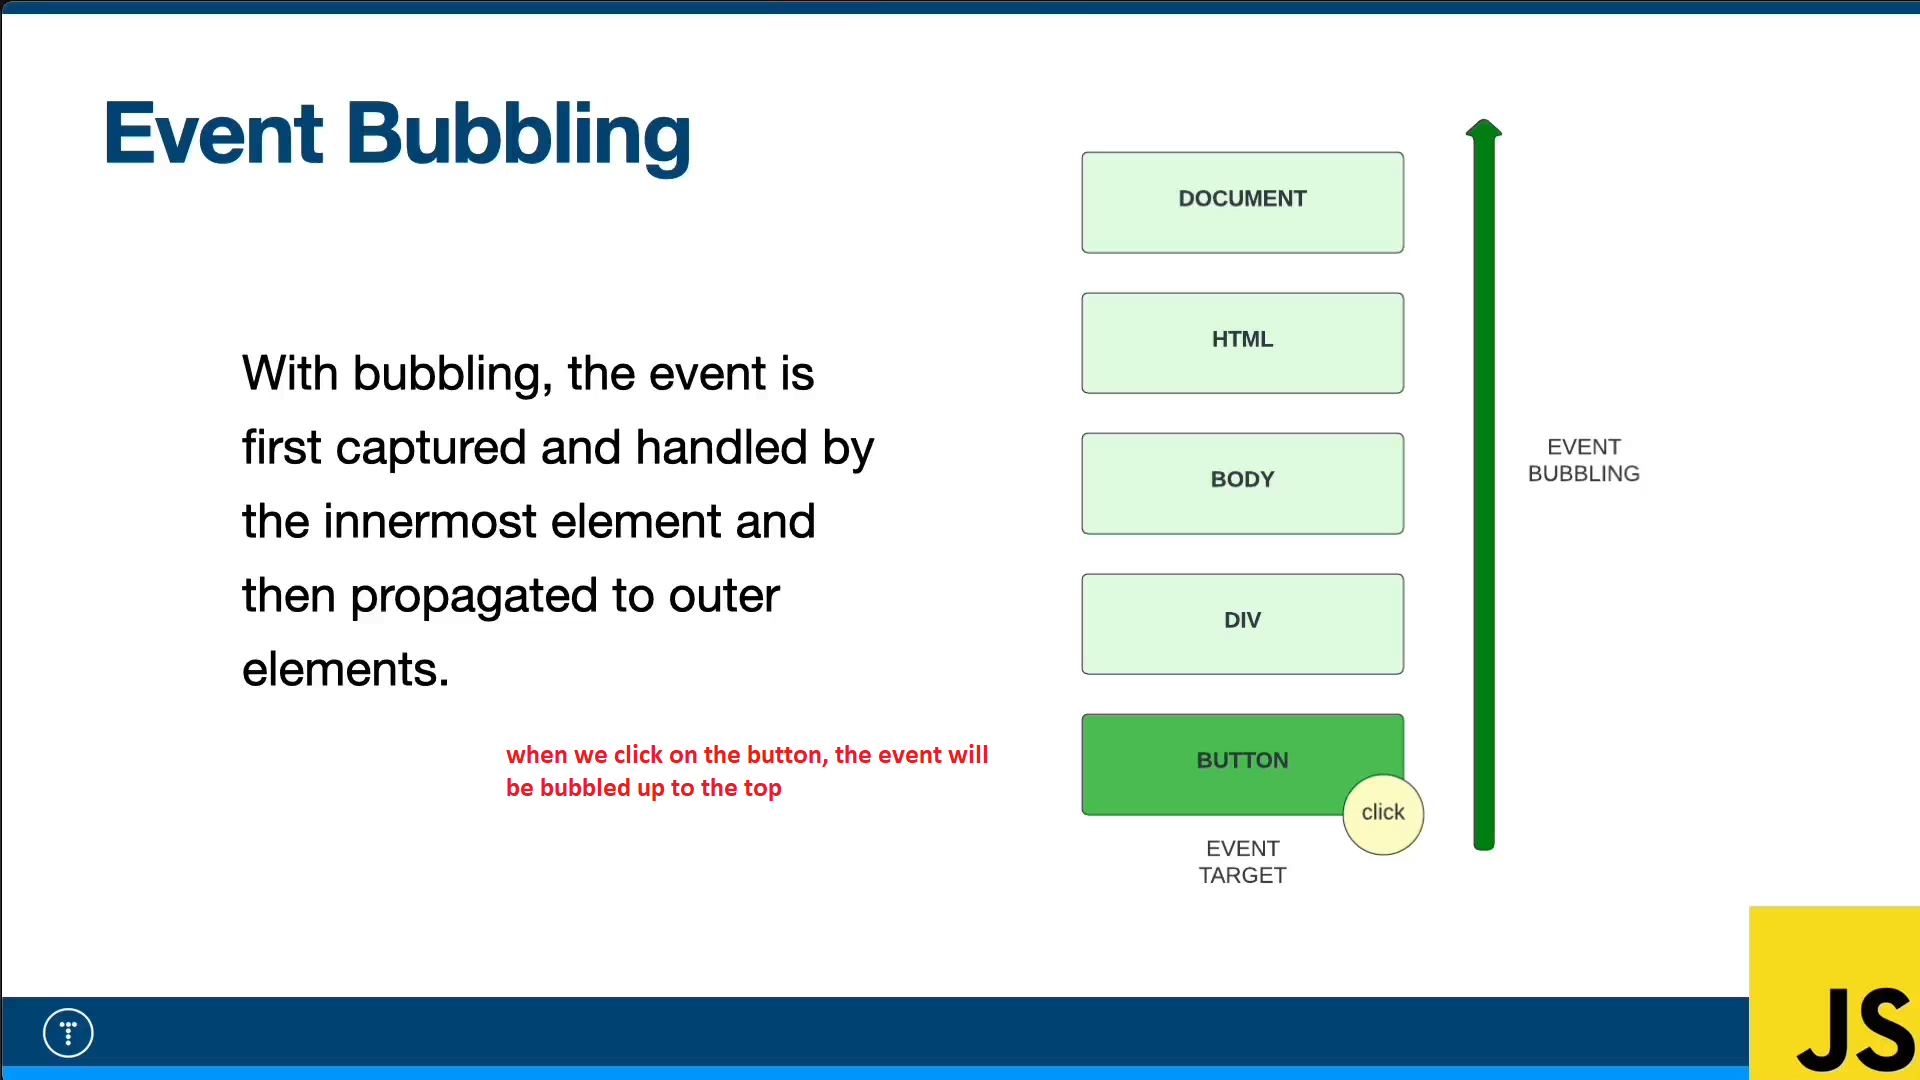 Event Bubbling
With bubbling, the event is
first captured and handled by
the innermost element and
then propagated to outer
elements.
when we click on the button, the event will
be bubbled up to the top
DOCUMENT
HTML
BODY
DIV
BUTTON
click
EVENT
TARGET
EVENT
BUBBLING
JS